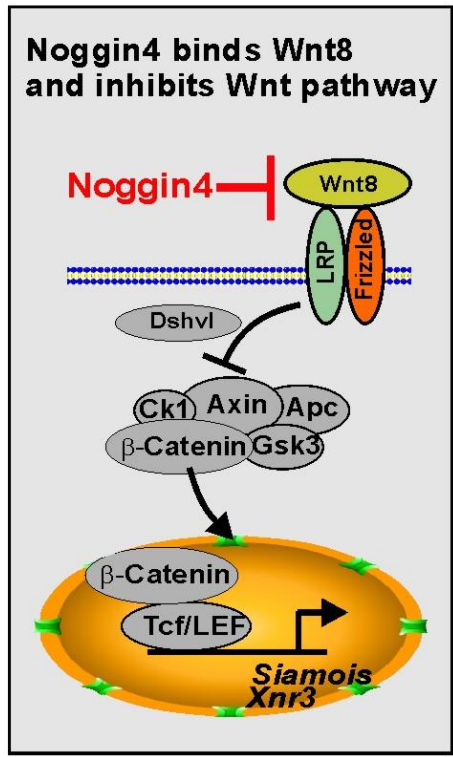 Noggin4 binds Wnt8
and inhibits Wnt pathway
Noggin4
Wnt8
LRP
Frizzled
Dshvl
Ck1
Axin
Apc
β-Catenin
Gsk3
β-Catenin
Tcf/LEF
Siamois
Xnr3